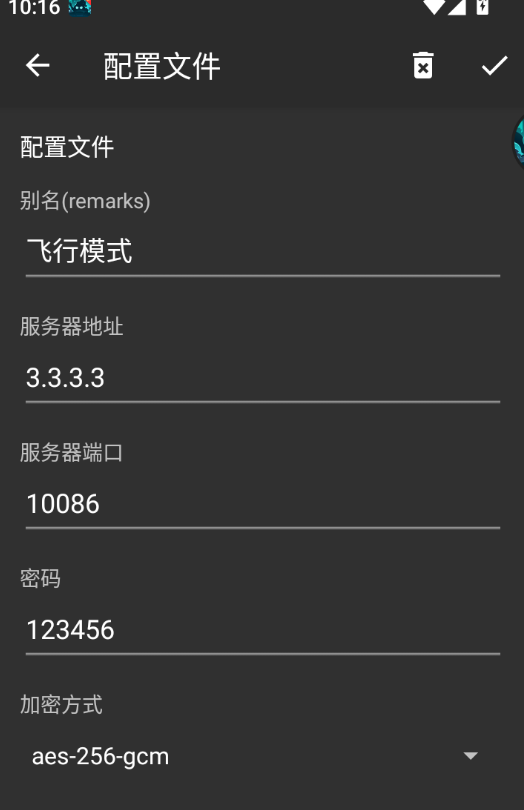 10:16
配置文件
配置文件
别名(remarks)
飞行模式
服务器地址
3.3.3.3
服务器端口
10086
密码
123456
加密方式
aes-256-gcm